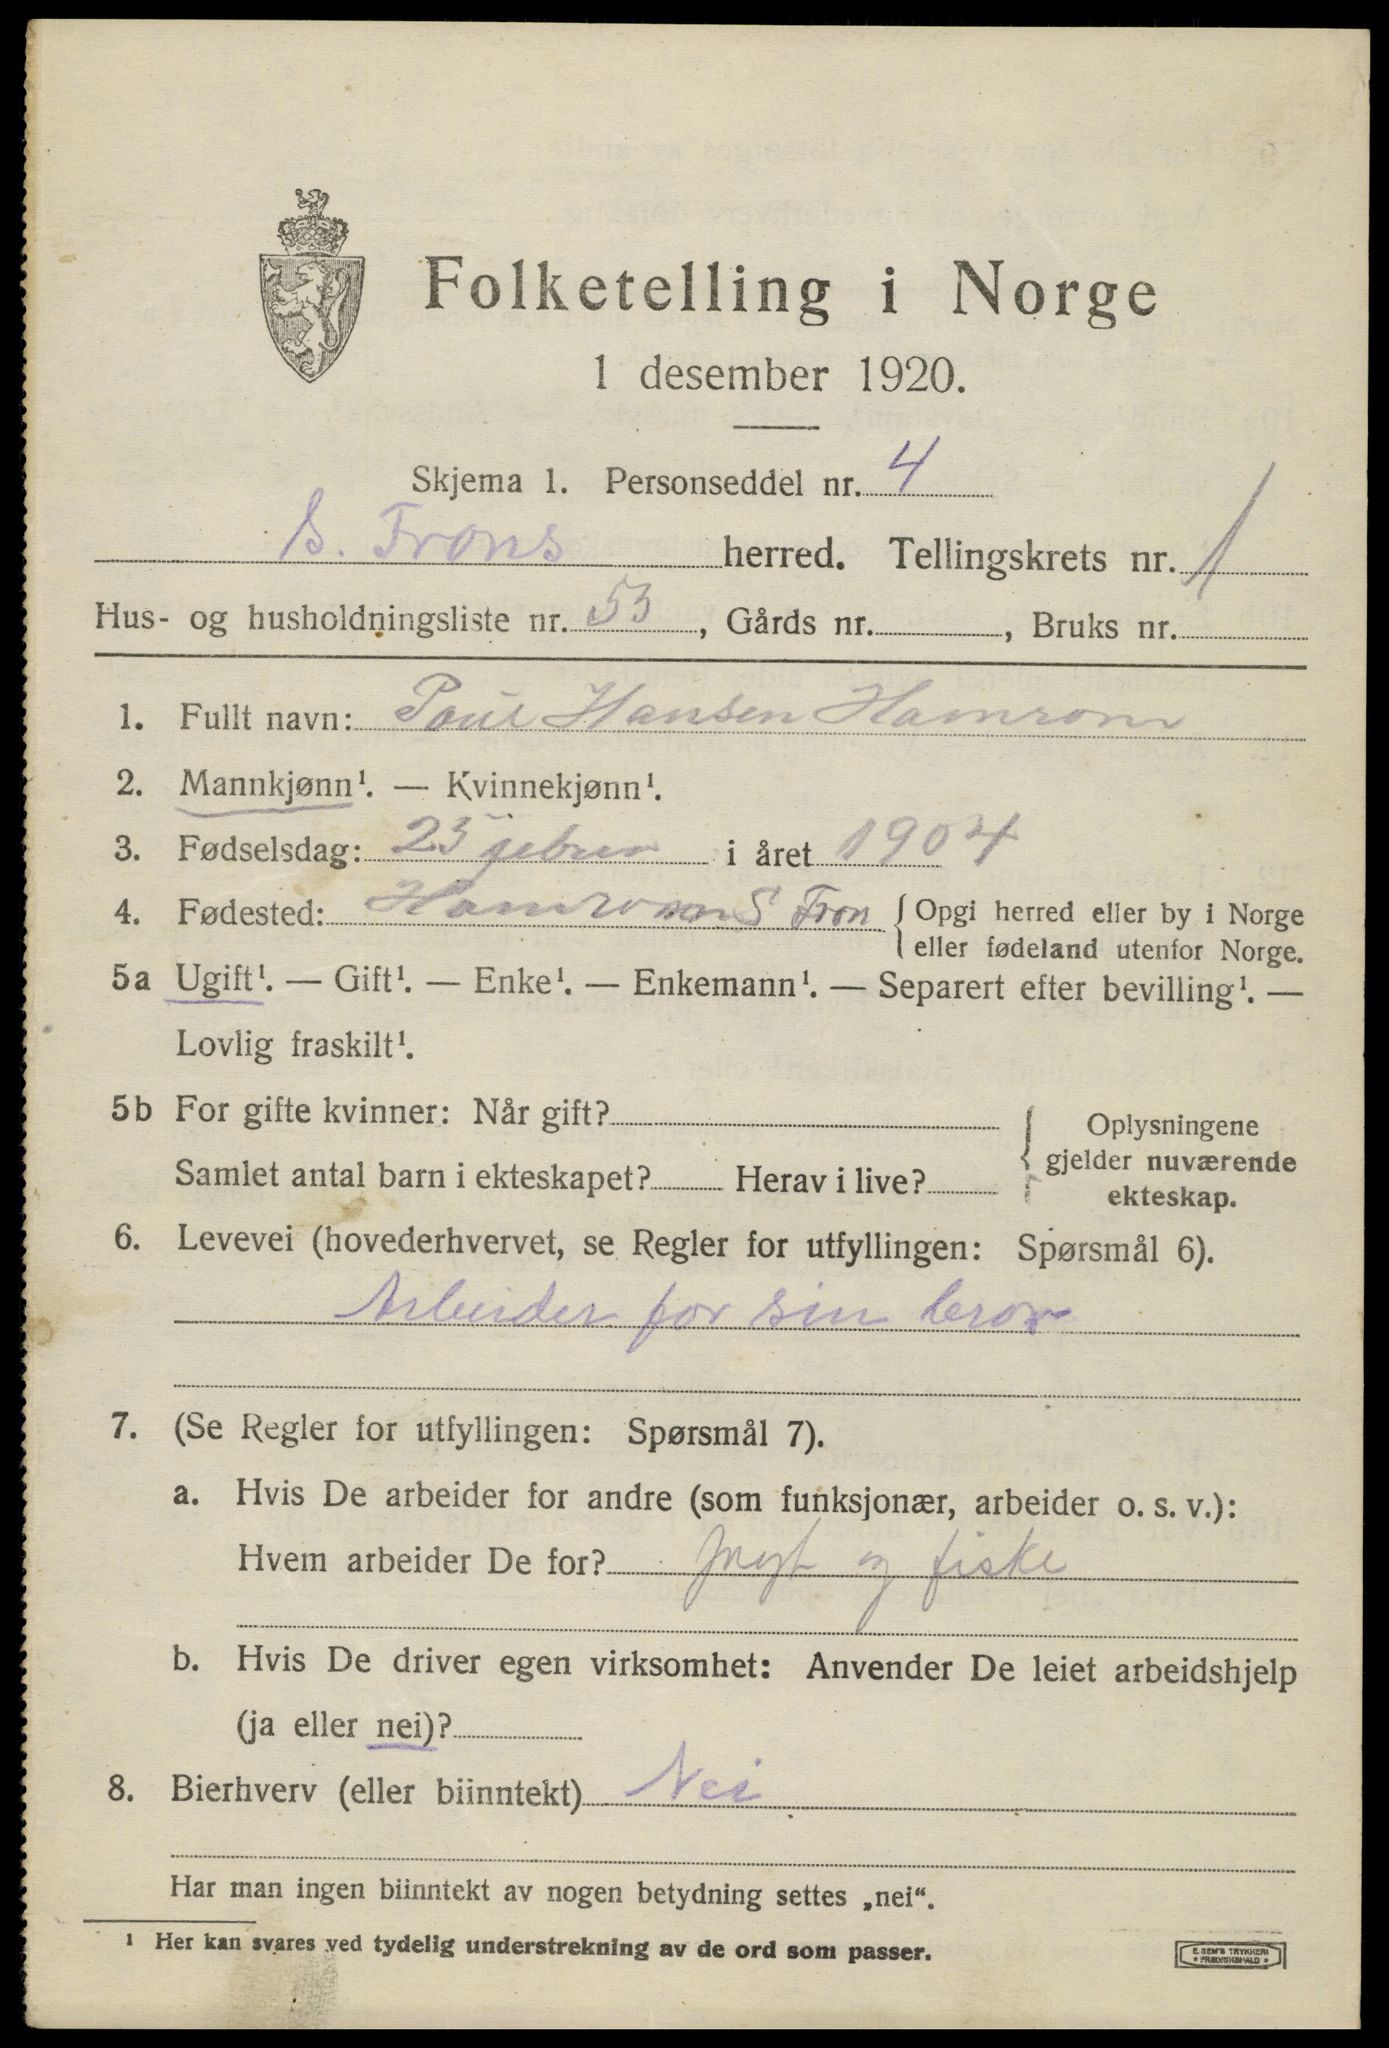 Folketelling i Norge
1 desember 1920.
Skjema 1. Personseddel nr. 4
S. Frons herred. Tellingskrets nr. 1
Hus- og husholdningsliste nr. 53, Gårds nr. , Bruks nr.
1. Fullt navn: Paul Hansen Hamrom
2. Mannkjønn¹. — Kvinnekjønn¹.
3. Fødselsdag: 25 febru i året 1904
4. Fødested: S Fron { Opgi herred eller by i Norge
eller fødeland utenfor Norge.
5a Ugift¹. — Gift¹. — Enke¹. — Enkemann¹. — Separert efter bevilling¹. —
Lovlig fraskilt¹.
5b For gifte kvinner: Når gift? { Oplysningene
Samlet antal barn i ekteskapet? Herav i live? gjelder nuværende
ekteskap.
6. Levevei (hovederhvervet, se Regler for utfyllingen: Spørsmål 6).
Arbeider for sin bror
7. (Se Regler for utfyllingen: Spørsmål 7).
a. Hvis De arbeider for andre (som funksjonær, arbeider o. s. v.):
Hvem arbeider De for? og fiske
b. Hvis De driver egen virksomhet: Anvender De leiet arbeidshjelp
(ja eller nei)?
8. Bierhverv (eller biinntekt) Nei
Har man ingen biinntekt av nogen betydning settes „nei“.
¹ Her kan svares ved tydelig understrekning av de ord som passer.
E. SEM'S TRYKKERI
• FREDRIKSHALD •